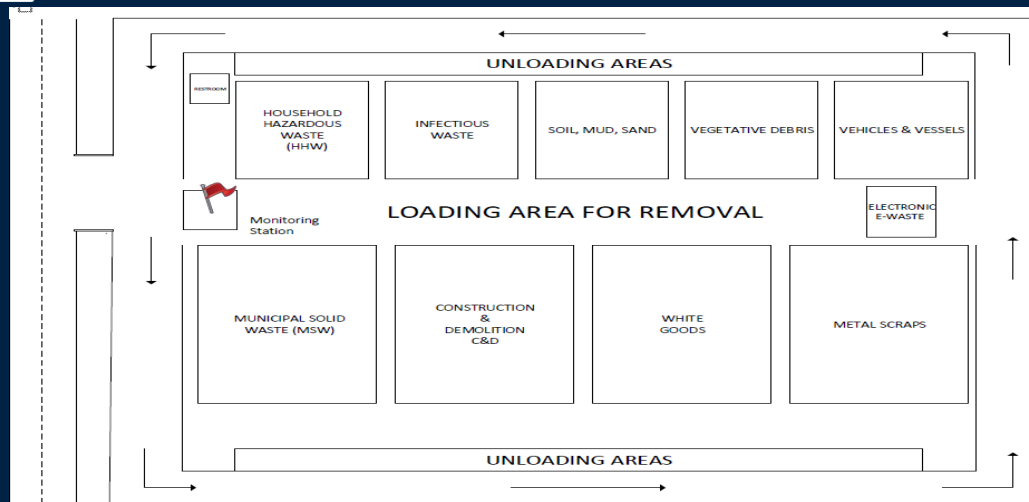 UNLOADING AREAS
RESTROOM
HOUSEHOLD
HAZARDOUS
WASTE
(HHW)
INFECTIOUS
WASTE
SOIL, MUD, SAND
VEGETATIVE DEBRIS
VEHICLES & VESSELS
Monitoring
Station
LOADING AREA FOR REMOVAL
ELECTRONIC
E-WASTE
MUNICIPAL SOLID
WASTE (MSW)
CONSTRUCTION
&
DEMOLITION
C&D
WHITE
GOODS
METAL SCRAPS
UNLOADING AREAS